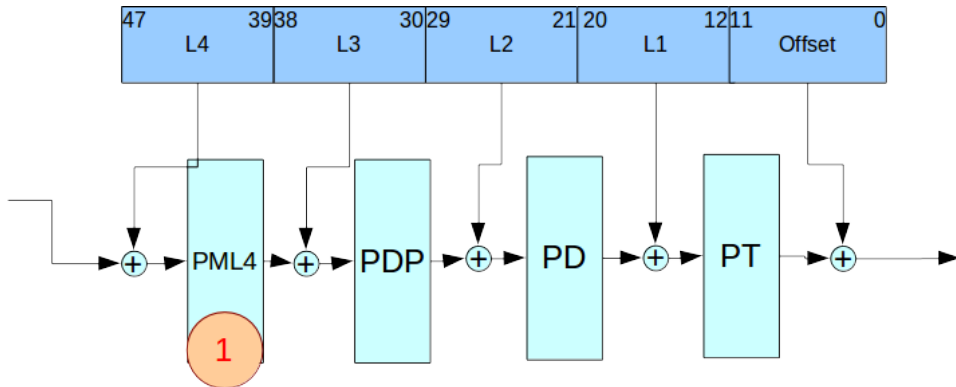 47 39 38 30 29 21 20 12 11 0
L4 L3 L2 L1 Offset
+ PML4 + PDP + PD + PT +
1